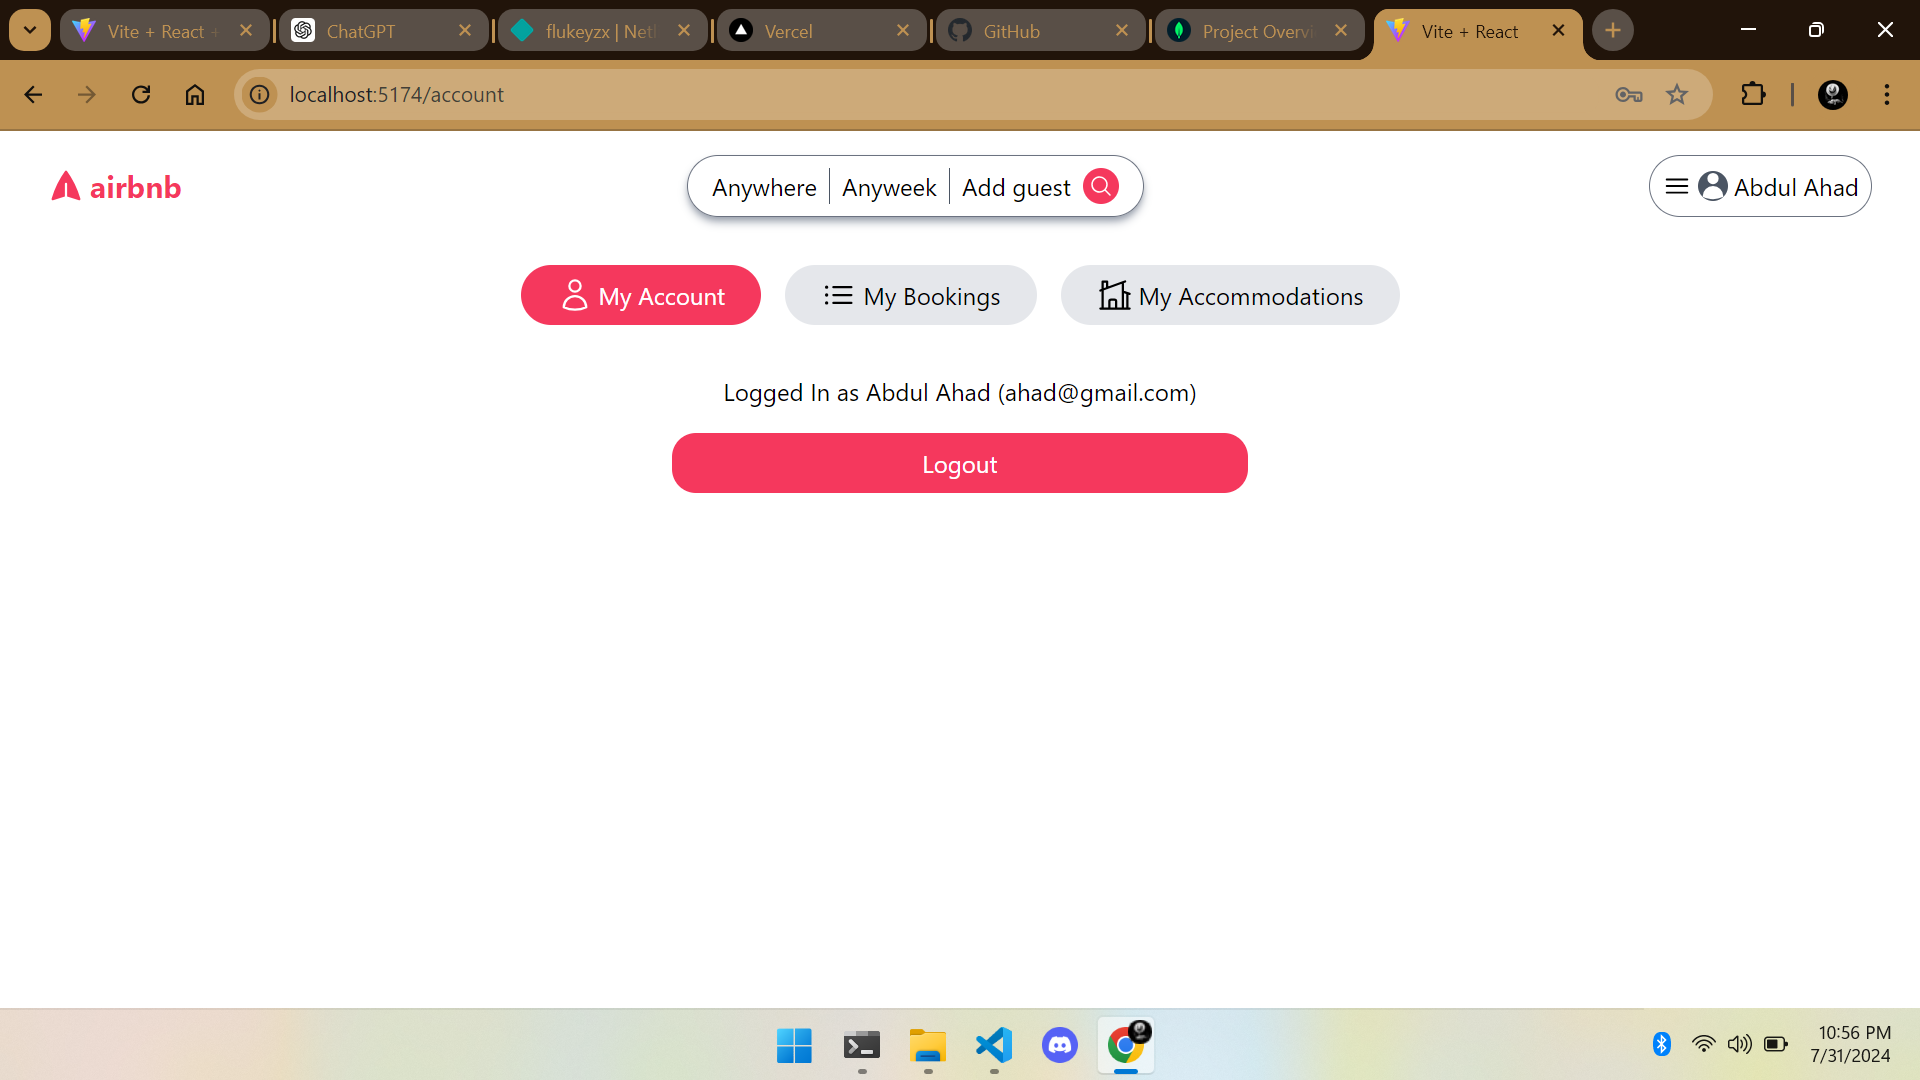 Vite + React +
ChatGPT
flukeyzx | Netl
Vercel
GitHub
Project Overvi
Vite + React
localhost:5174/account
airbnb
Anywhere
Anyweek
Add guest
Abdul Ahad
My Account
My Bookings
My Accommodations
Logged In as Abdul Ahad (ahad@gmail.com)
Logout
10:56 PM
7/31/2024